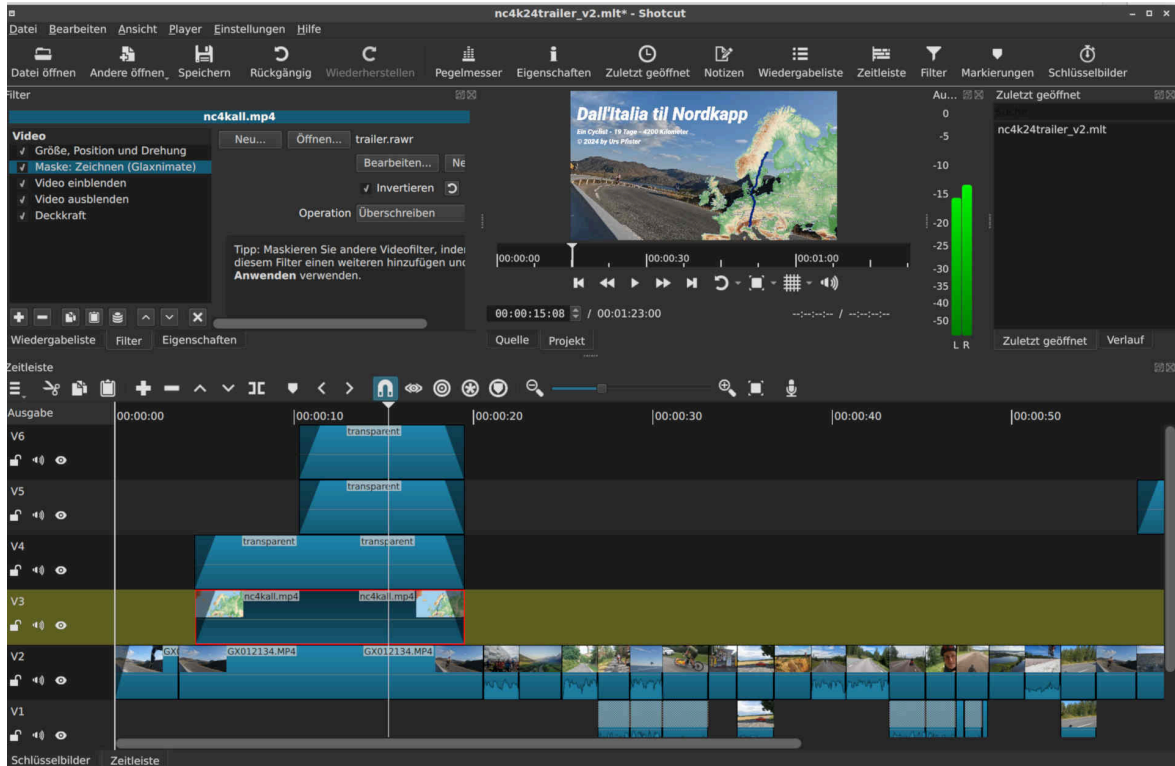 nc4k24trailer_v2.mlt* - Shotcut
Datei Bearbeiten Ansicht Player Einstellungen Hilfe
Datei öffnen Andere öffnen Speichern Rückgängig Wiederherstellen Pegelmesser Eigenschaften Zuletzt geöffnet Notizen Wiedergabeliste Zeitleiste Filter Markierungen Schlüsselbilder
Filter
nc4kall.mp4
Video
Größe, Position und Drehung
Maske: Zeichnen (Glaxnimate)
Video einblenden
Video ausblenden
Deckkraft
Neu... Öffnen... trailer.rawr
Bearbeiten... Ne
Invertieren
Operation Überschreiben
Tipp: Maskieren Sie andere Videofilter, inder
diesem Filter einen weiteren hinzufügen und
Anwenden verwenden.
Wiedergabeliste Filter Eigenschaften
Dall'Italia til Nordkapp
Ein Cyclist - 19 Tage - 4200 Kilometer
© 2024 by Urs Pfister
00:00:00 00:00:30 00:01:00
00:00:15:08 / 00:01:23:00 --:--:--:-- / --:--:--:--
Quelle Projekt
Au...
0
-5
-10
-15
-20
-25
-30
-35
-40
-50
L R
Zuletzt geöffnet
nc4k24trailer_v2.mlt
Zuletzt geöffnet Verlauf
Zeitleiste
Ausgabe 00:00:00 00:00:10 00:00:20 00:00:30 00:00:40 00:00:50
V6 transparent
V5 transparent
V4 transparent transparent
V3 nc4kall.mp4 nc4kall.mp4
V2 GX GX012134.MP4 GX012134.MP4
V1
Schlüsselbilder Zeitleiste